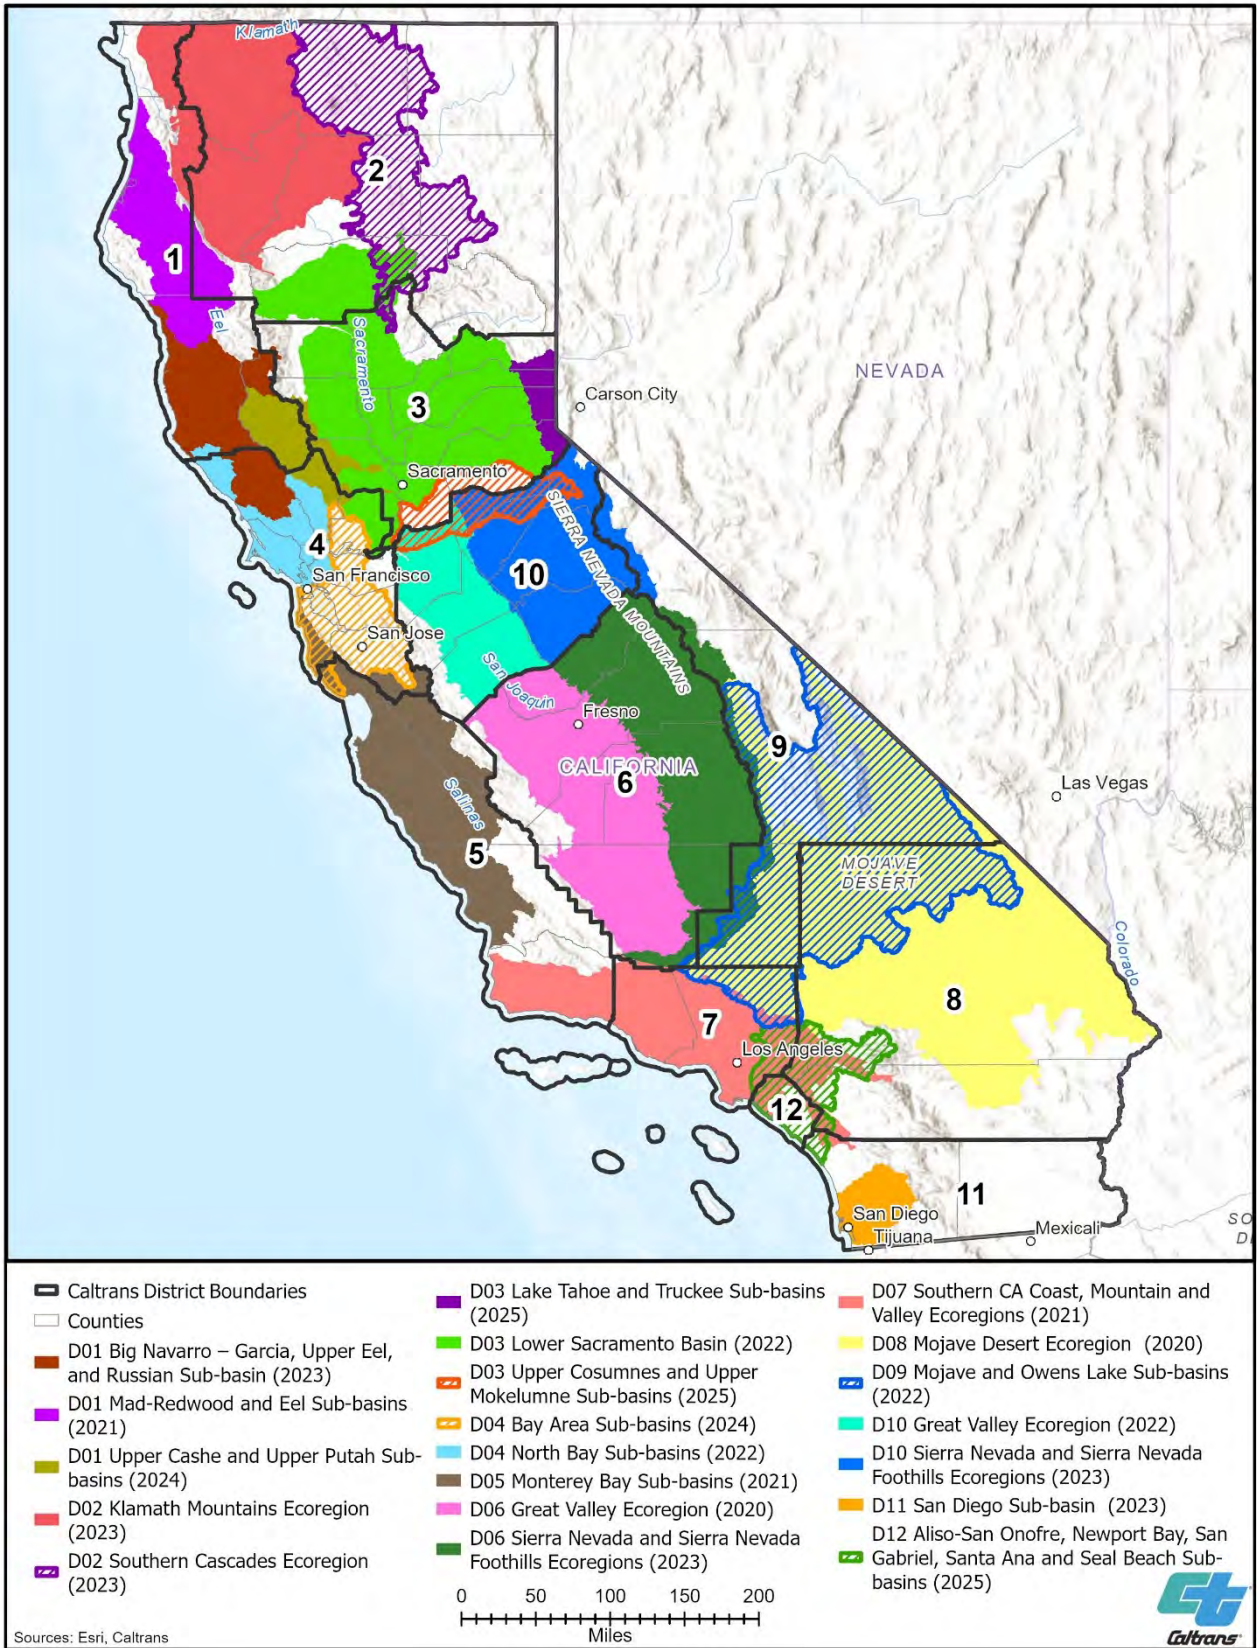 Klamath
2
1
Eel
Sacramento
3
NEVADA
Carson City
Sacramento
SIERRA NEVADA MOUNTAINS
4
San Francisco
10
San Jose
San Joaquin
Fresno
9
CALIFORNIA
6
Las Vegas
Salinas
5
MOJAVE
DESERT
Colorado
8
7
Los Angeles
12
11
San Diego
Tijuana
Mexicali
SO
D
Caltrans District Boundaries
Counties
D01 Big Navarro – Garcia, Upper Eel,
and Russian Sub-basin (2023)
D01 Mad-Redwood and Eel Sub-basins
(2021)
D01 Upper Cashe and Upper Putah Sub-
basins (2024)
D02 Klamath Mountains Ecoregion
(2023)
D02 Southern Cascades Ecoregion
(2023)
D03 Lake Tahoe and Truckee Sub-basins
(2025)
D03 Lower Sacramento Basin (2022)
D03 Upper Cosumnes and Upper
Mokelumne Sub-basins (2025)
D04 Bay Area Sub-basins (2024)
D04 North Bay Sub-basins (2022)
D05 Monterey Bay Sub-basins (2021)
D06 Great Valley Ecoregion (2020)
D06 Sierra Nevada and Sierra Nevada
Foothills Ecoregions (2023)
D07 Southern CA Coast, Mountain and
Valley Ecoregions (2021)
D08 Mojave Desert Ecoregion (2020)
D09 Mojave and Owens Lake Sub-basins
(2022)
D10 Great Valley Ecoregion (2022)
D10 Sierra Nevada and Sierra Nevada
Foothills Ecoregions (2023)
D11 San Diego Sub-basin (2023)
D12 Aliso-San Onofre, Newport Bay, San
Gabriel, Santa Ana and Seal Beach Sub-
basins (2025)
0 50 100 150 200
Miles
Sources: Esri, Caltrans
Caltrans